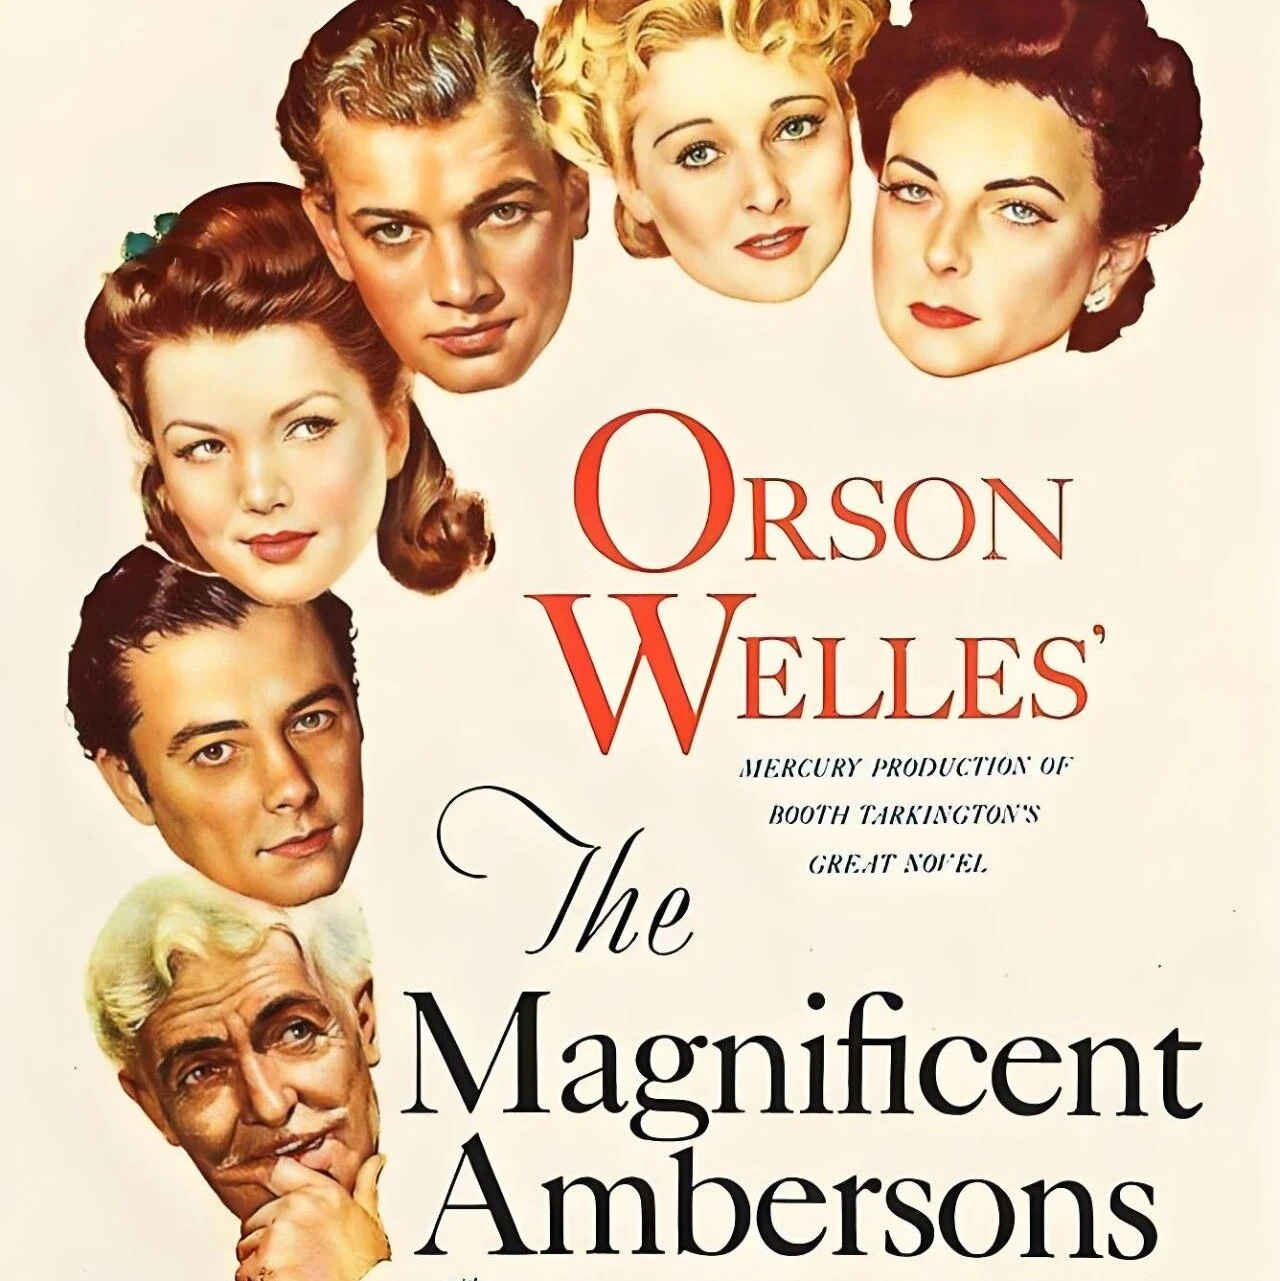 ORSON
WELLES'
MERCURY PRODUCTION OF
BOOTH TARKINGTON'S
GREAT NOVEL
The
Magnificent
Ambersons